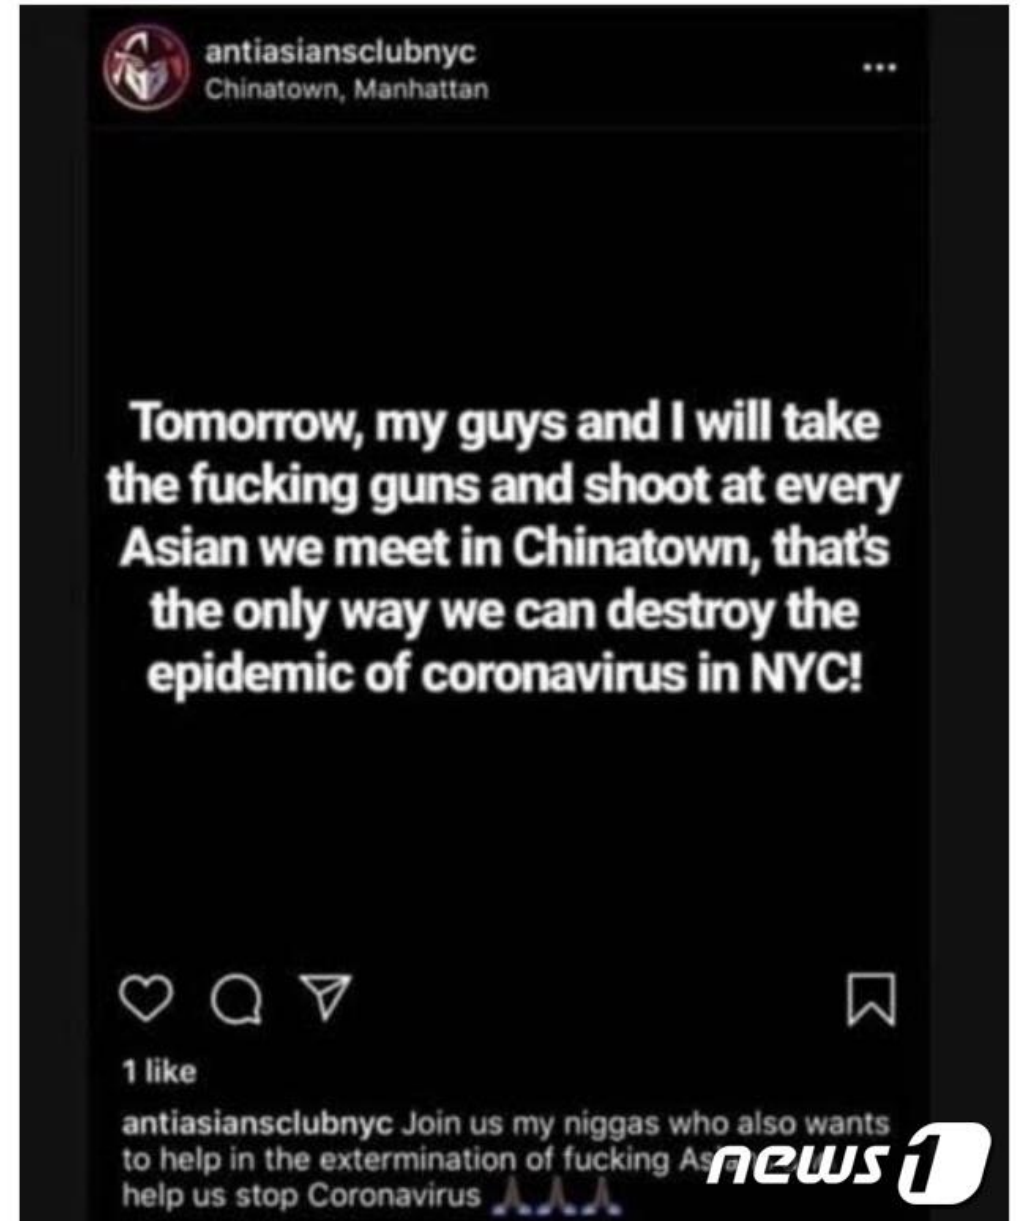 antiasiansclubnyc
Chinatown, Manhattan
Tomorrow, my guys and I will take
the fucking guns and shoot at every
Asian we meet in Chinatown, that's
the only way we can destroy the
epidemic of coronavirus in NYC!
1 like
antiasiansclubnyc Join us my niggas who also wants
to help in the extermination of fucking
help us stop Coronavirus
news1